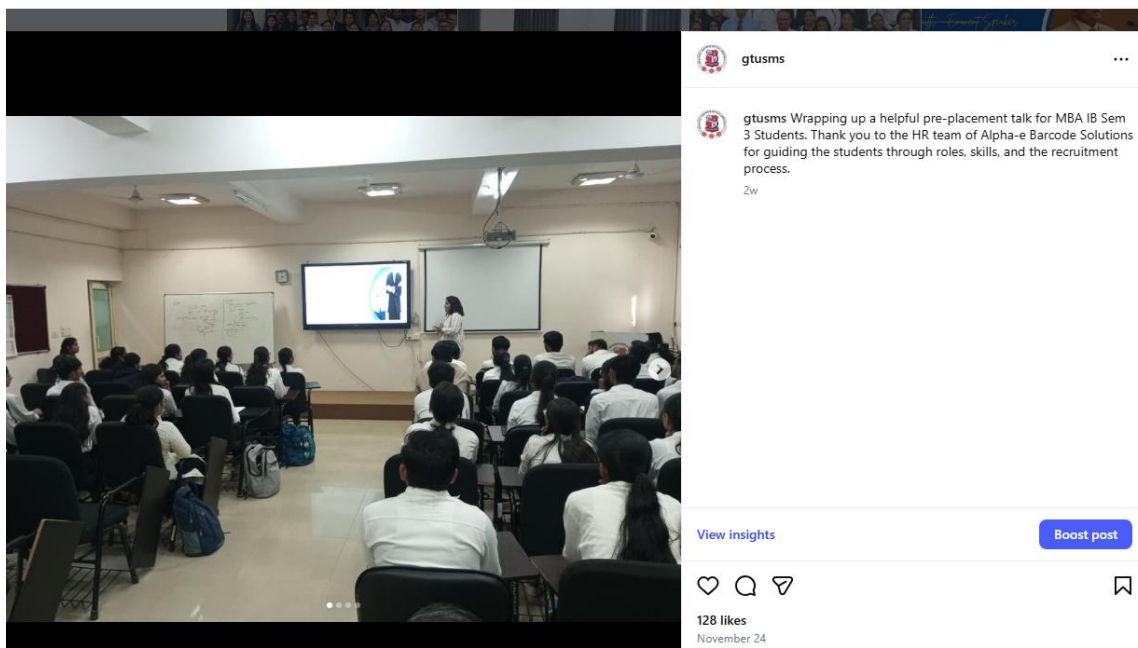 Eminent Speaker
gtusms
gtusms Wrapping up a helpful pre-placement talk for MBA IB Sem
3 Students. Thank you to the HR team of Alpha-e Barcode Solutions
for guiding the students through roles, skills, and the recruitment
process.
2w
View insights
Boost post
128 likes
November 24